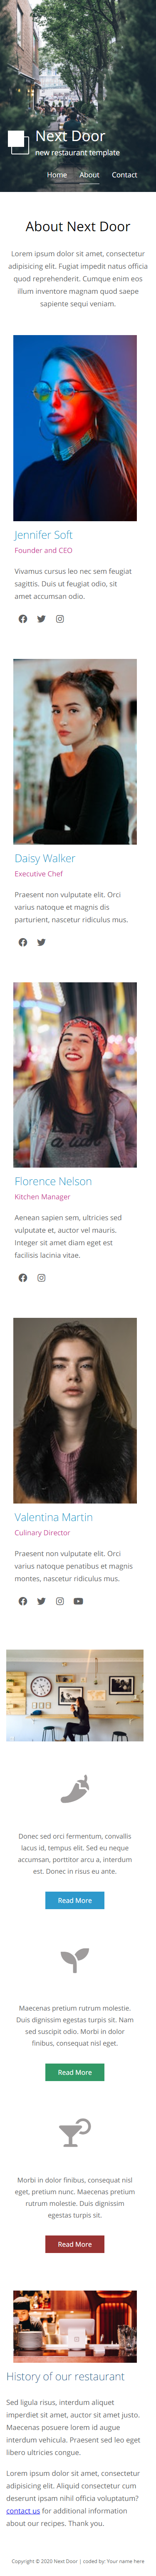 Next Door
new restaurant template
Home About Contact
About Next Door
Lorem ipsum dolor sit amet, consectetur
adipisicing elit. Fugiat impedit natus officia
quod reprehenderit. Cumque enim eos
illum inventore magnam quod saepe
sapiente sequi veniam.
Jennifer Soft
Founder and CEO
Vivamus cursus leo nec sem feugiat
sagittis. Duis ut feugiat odio, sit
amet accumsan odio.
Daisy Walker
Executive Chef
Praesent non vulputate elit. Orci
varius natoque et magnis dis
parturient, nascetur ridiculus mus.
Florence Nelson
Kitchen Manager
Aenean sapien sem, ultricies sed
vulputate et, auctor vel mauris.
Integer sit amet diam eget est
facilisis lacinia vitae.
Valentina Martin
Culinary Director
Praesent non vulputate elit. Orci
varius natoque penatibus et magnis
montes, nascetur ridiculus mus.
Donec sed orci fermentum, convallis
lacus id, tempus elit. Sed eu neque
accumsan, porttitor arcu a, interdum
est. Donec in risus eu ante.
Read More
Maecenas pretium rutrum molestie.
Duis dignissim egestas turpis sit. Nam
sed suscipit odio. Morbi in dolor
finibus, consequat nisl eget.
Read More
Morbi in dolor finibus, consequat nisl
eget, pretium nunc. Maecenas pretium
rutrum molestie. Duis dignissim
egestas turpis sit.
Read More
History of our restaurant
Sed ligula risus, interdum aliquet
imperdiet sit amet, auctor sit amet justo.
Maecenas posuere lorem id augue
interdum vehicula. Praesent sed leo eget
libero ultricies congue.
Lorem ipsum dolor sit amet, consectetur
adipisicing elit. Aliquid consectetur cum
deserunt ipsam nihil officia voluptatum?
contact us for additional information
about our recipes. Thank you.
Copyright © 2020 Next Door | coded by: Your name here